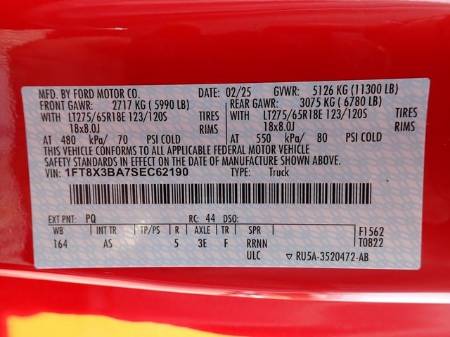 MFD. BY FORD MOTOR CO. 02/25 GVWR: 5126 KG (11300 LB)
FRONT GAWR: 2717 KG (5990 LB) REAR GAWR: 3075 KG (6780 LB)
WITH LT275/65R18E 123/120S TIRES WITH LT275/65R18E 123/120S TIRES
18x8.0J RIMS 18x8.0J RIMS
AT 480 kPa/ 70 PSI COLD AT 550 kPa/ 80 PSI COLD
THIS VEHICLE CONFORMS TO ALL APPLICABLE FEDERAL MOTOR VEHICLE
SAFETY STANDARDS IN EFFECT ON THE DATE OF MANUFACTURE SHOWN ABOVE.
VIN: 1FT8X3BA7SEC62190 TYPE: Truck
EXT PNT: PQ RC: 44 DSO:
WB INT TR TP/PS R AXLE TR SPR F1562
164 AS 5 3E F RRNN T0822
ULC ▼ RU5A-3520472-AB